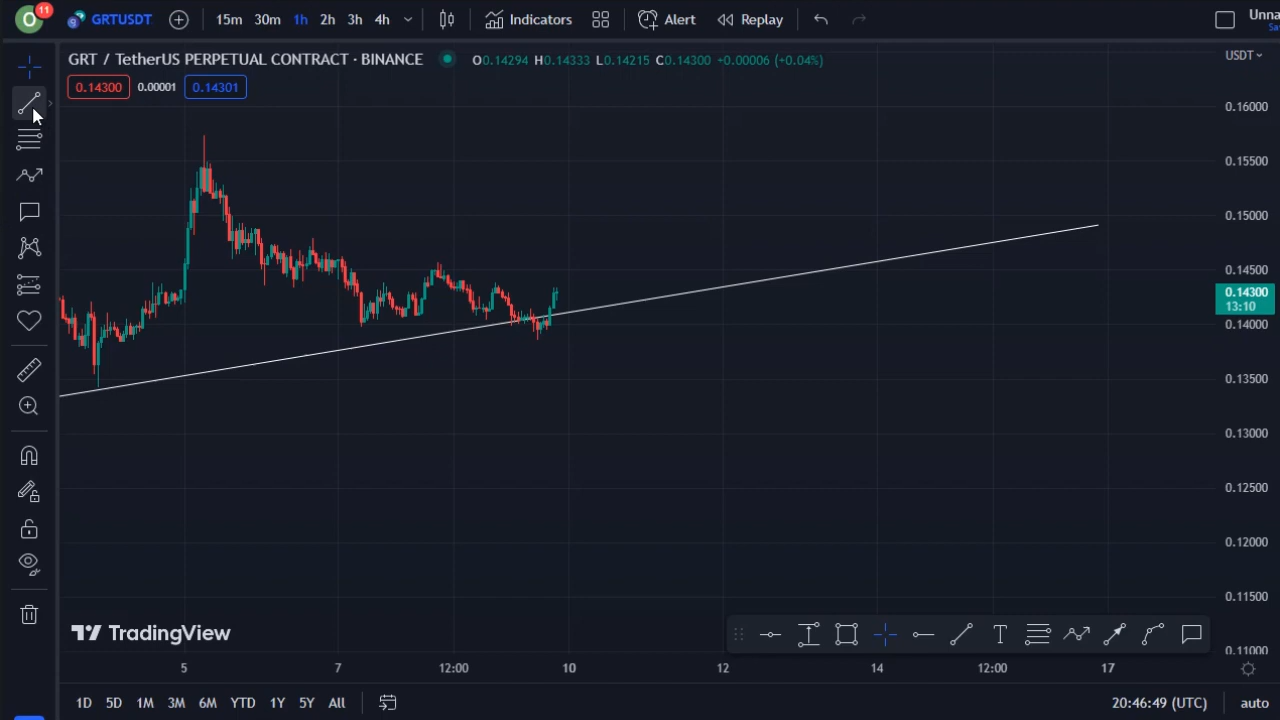 O 11 GRTUSDT 15m 30m 1h 2h 3h 4h Indicators Alert Replay Unna
GRT / TetherUS PERPETUAL CONTRACT · BINANCE O0.14294 H0.14333 L0.14215 C0.14300 +0.00006 (+0.04%) USDT
0.14300 0.00001 0.14301
0.16000
0.15500
0.15000
0.14500
0.14300
13:10
0.14000
0.13500
0.13000
0.12500
0.12000
0.11500
0.11000
TradingView
5 7 12:00 10 12 14 12:00 17
1D 5D 1M 3M 6M YTD 1Y 5Y All 20:46:49 (UTC) auto